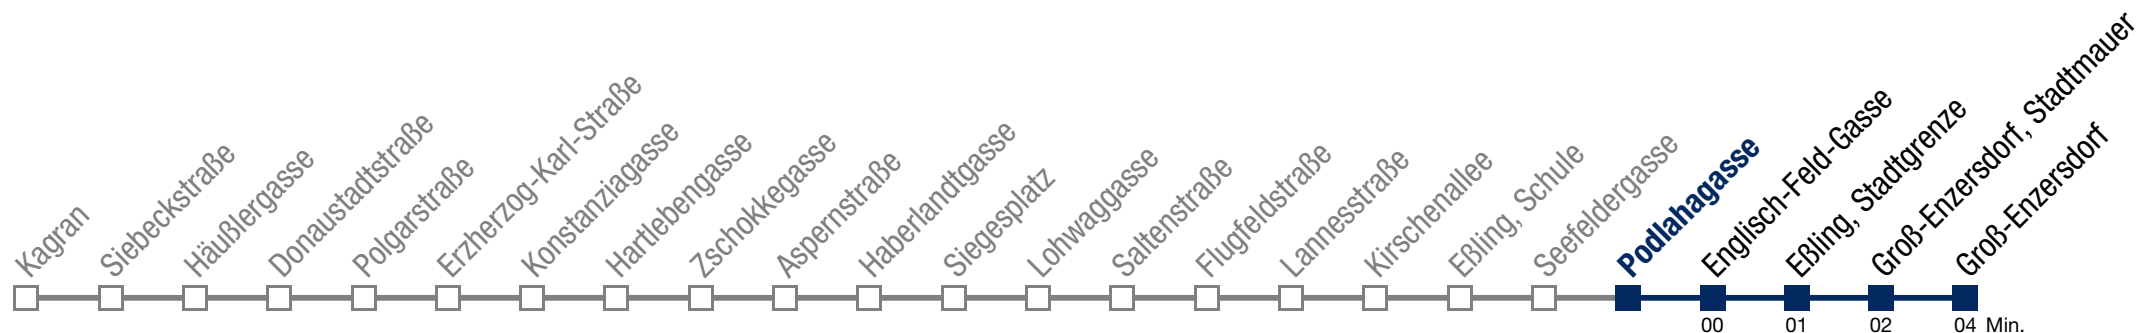 Kagran
Siebeckstraße
Häußlergasse
Donaustadtstraße
Polgarstraße
Erzherzog-Karl-Straße
Konstanziagasse
Hartlebengasse
Zschokkegasse
Aspernstraße
Haberlandtgasse
Siegesplatz
Lohwaggasse
Saltenstraße
Flugfeldstraße
Lannesstraße
Kirschenallee
Eßling, Schule
Seefeldergasse
Podlahagasse
Englisch-Feld-Gasse
Eßling, Stadtgrenze
Groß-Enzersdorf, Stadtmauer
Groß-Enzersdorf
00 01 02 04 Min.